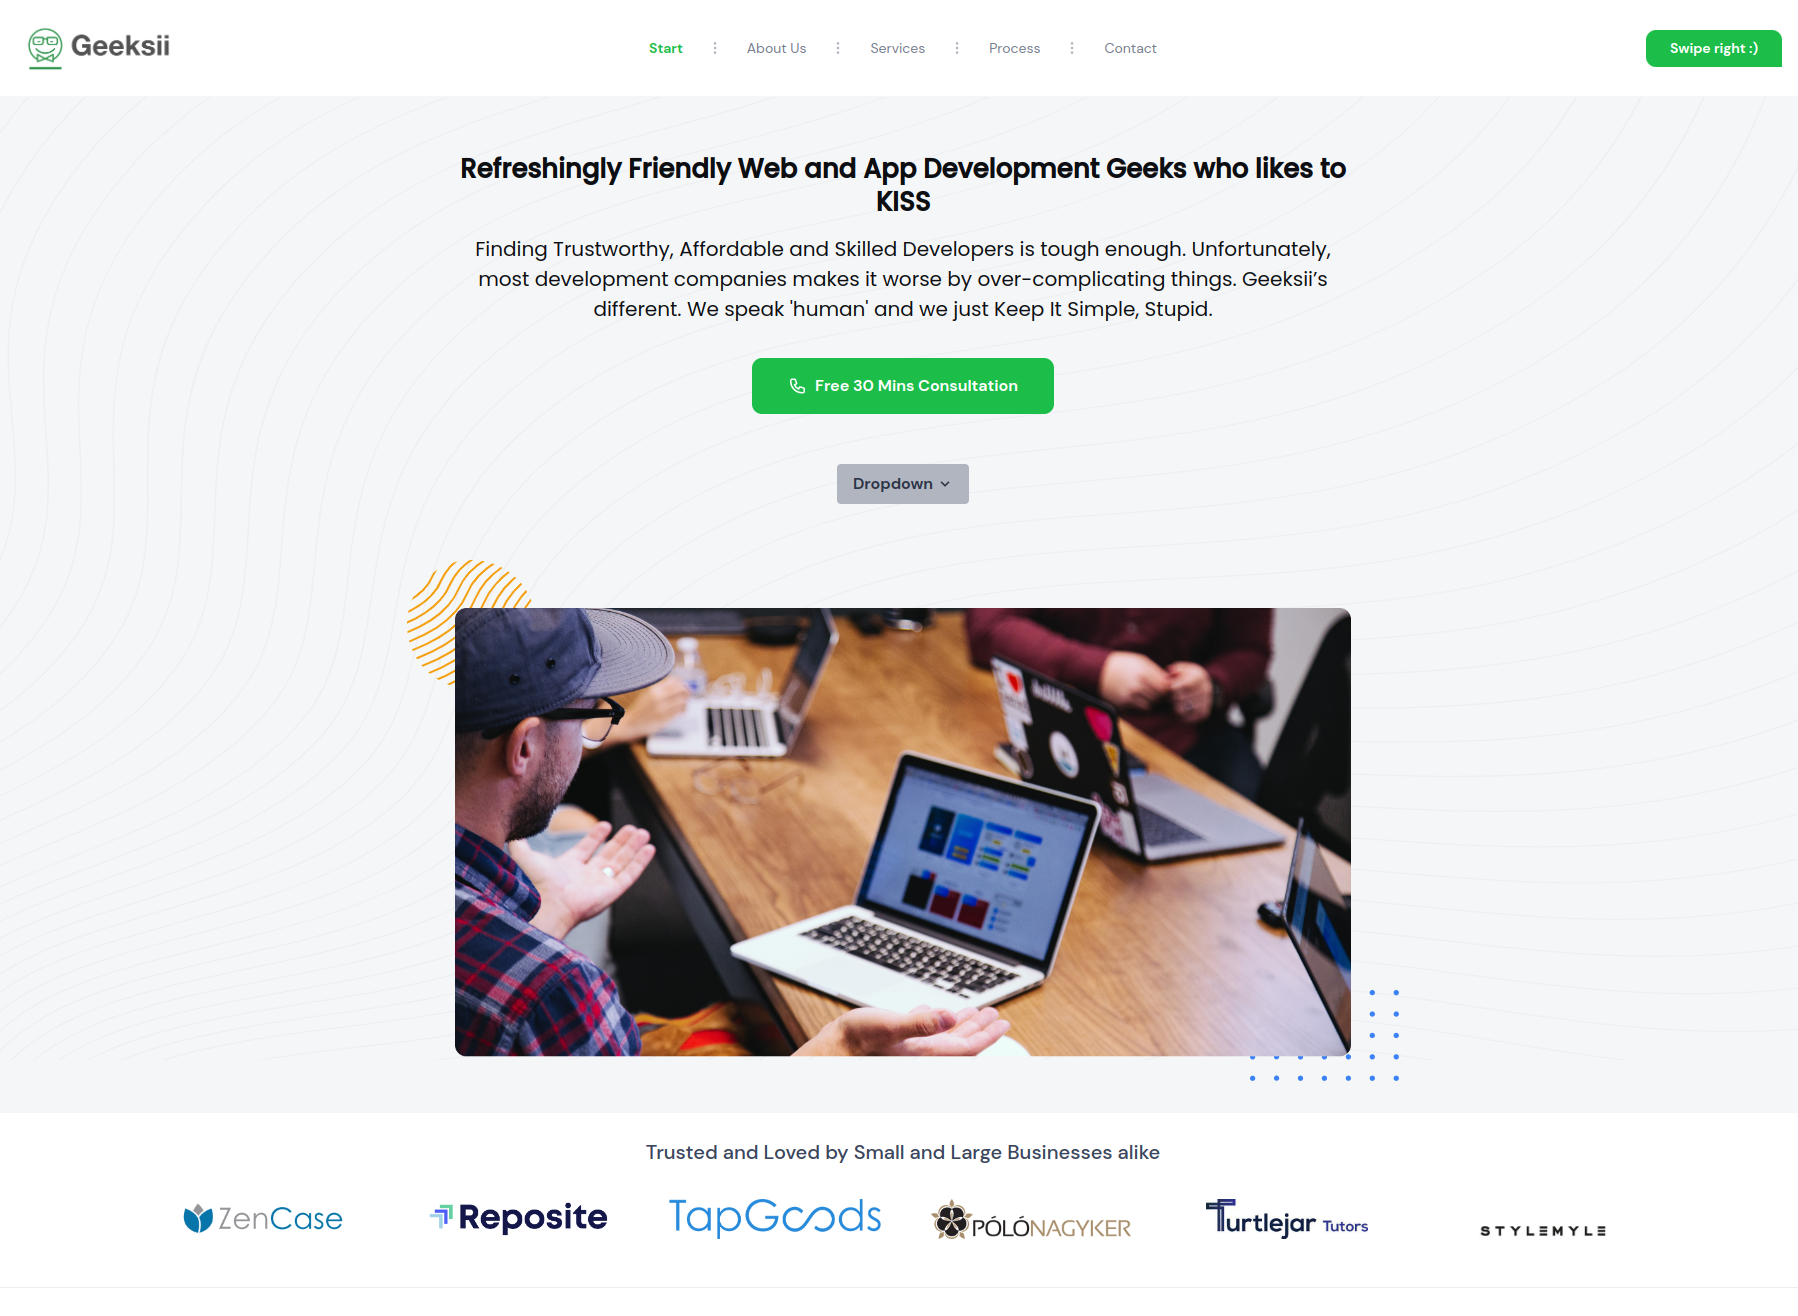 Geeksii
Start
About Us
Services
Process
Contact
Swipe right :)
Refreshingly Friendly Web and App Development Geeks who likes to
KISS
Finding Trustworthy, Affordable and Skilled Developers is tough enough. Unfortunately,
most development companies makes it worse by over-complicating things. Geeksii’s
different. We speak 'human' and we just Keep It Simple, Stupid.
Free 30 Mins Consultation
Dropdown
Trusted and Loved by Small and Large Businesses alike
ZenCase
Reposite
TapGoods
PÓLÓNAGYKER
Turtlejar Tutors
STYLEMYLE